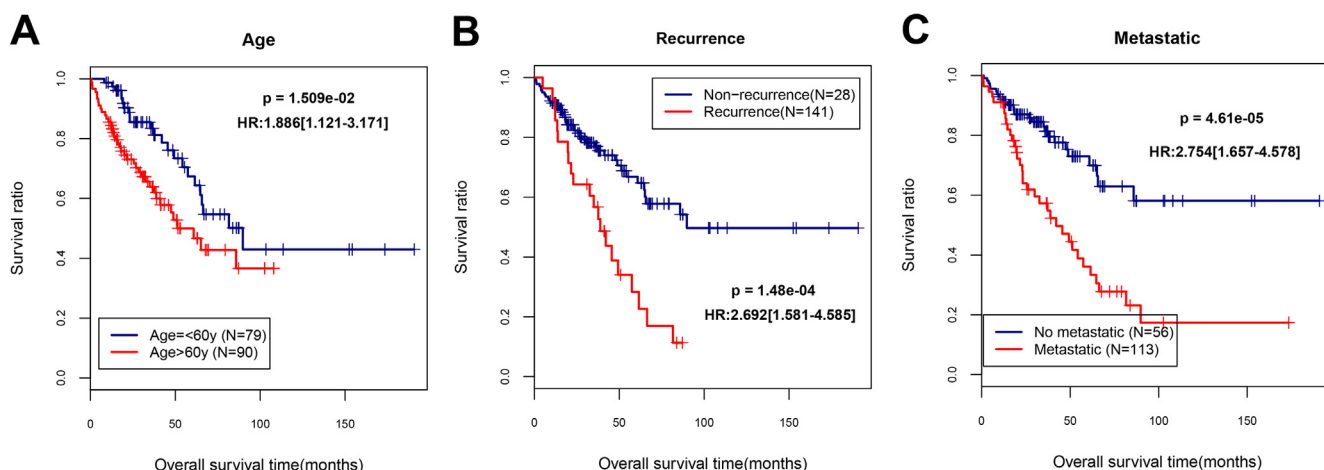 A
Age
p = 1.509e-02
HR:1.886[1.121-3.171]
Age=<60y (N=79)
Age>60y (N=90)
Survival ratio
0.0
0.2
0.4
0.6
0.8
1.0
0
50
100
150
Overall survival time(months)
B
Recurrence
Non-recurrence(N=28)
Recurrence(N=141)
p = 1.48e-04
HR:2.692[1.581-4.585]
Survival ratio
0.0
0.2
0.4
0.6
0.8
1.0
0
50
100
150
Overall survival time(months)
C
Metastatic
p = 4.61e-05
HR:2.754[1.657-4.578]
No metastatic (N=56)
Metastatic (N=113)
Survival ratio
0.0
0.2
0.4
0.6
0.8
1.0
0
50
100
150
Overall survival time(months)